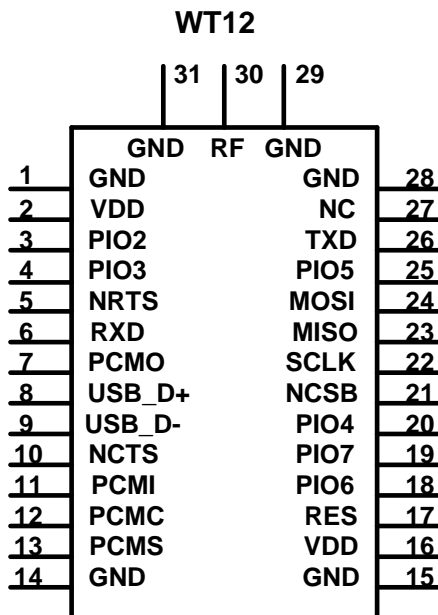 WT12
31 30 29
GND RF GND
1 GND GND 28
2 VDD NC 27
3 PIO2 TXD 26
4 PIO3 PIO5 25
5 NRTS MOSI 24
6 RXD MISO 23
7 PCMO SCLK 22
8 USB_D+ NCSB 21
9 USB_D- PIO4 20
10 NCTS PIO7 19
11 PCMI PIO6 18
12 PCMC RES 17
13 PCMS VDD 16
14 GND GND 15